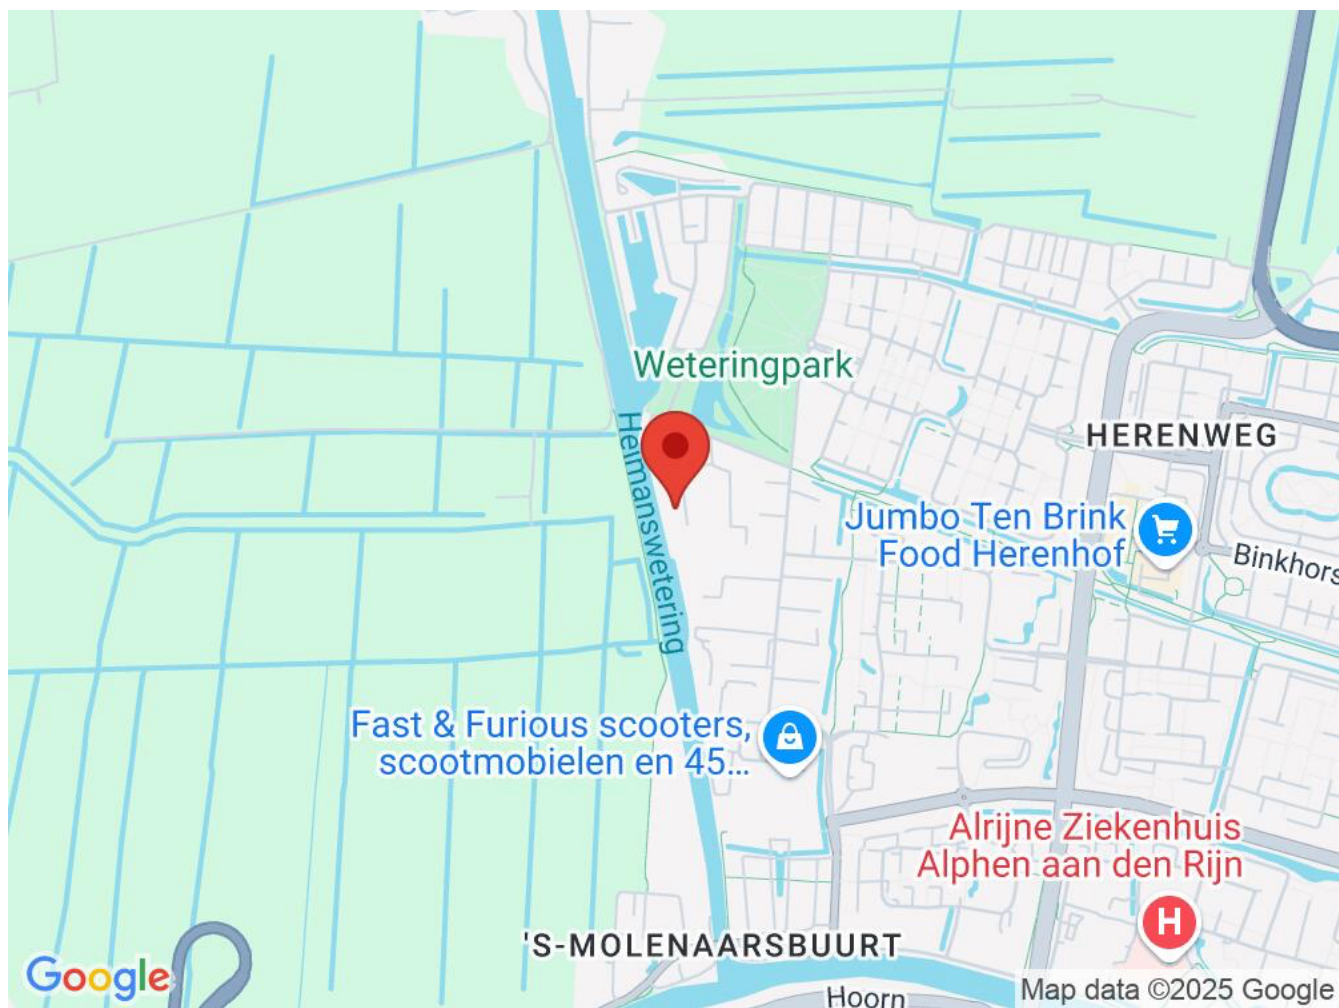 Weteringpark
Heimanswetering
HERENWEG
Jumbo Ten Brink
Food Herenhof
Binkhors
Fast & Furious scooters,
scootmobielen en 45...
Alrijne Ziekenhuis
Alphen aan den Rijn
H
'S-MOLENAARSBUURT
Google
Hoorn
Map data ©2025 Google